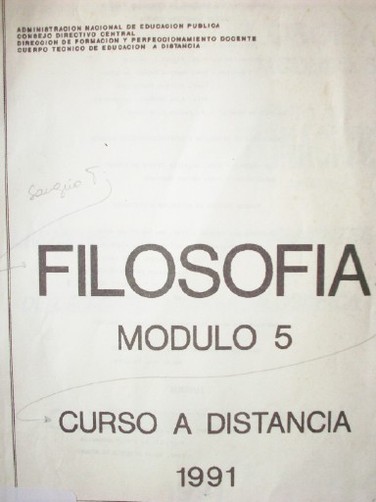 ADMINISTRACION NACIONAL DE EDUCACION PUBLICA
CONSEJO DIRECTIVO CENTRAL
DIRECCION DE FORMACION Y PERFECCIONAMIENTO DOCENTE
CUERPO TECNICO DE EDUCACION A DISTANCIA
FILOSOFIA
MODULO 5
CURSO A DISTANCIA
1991